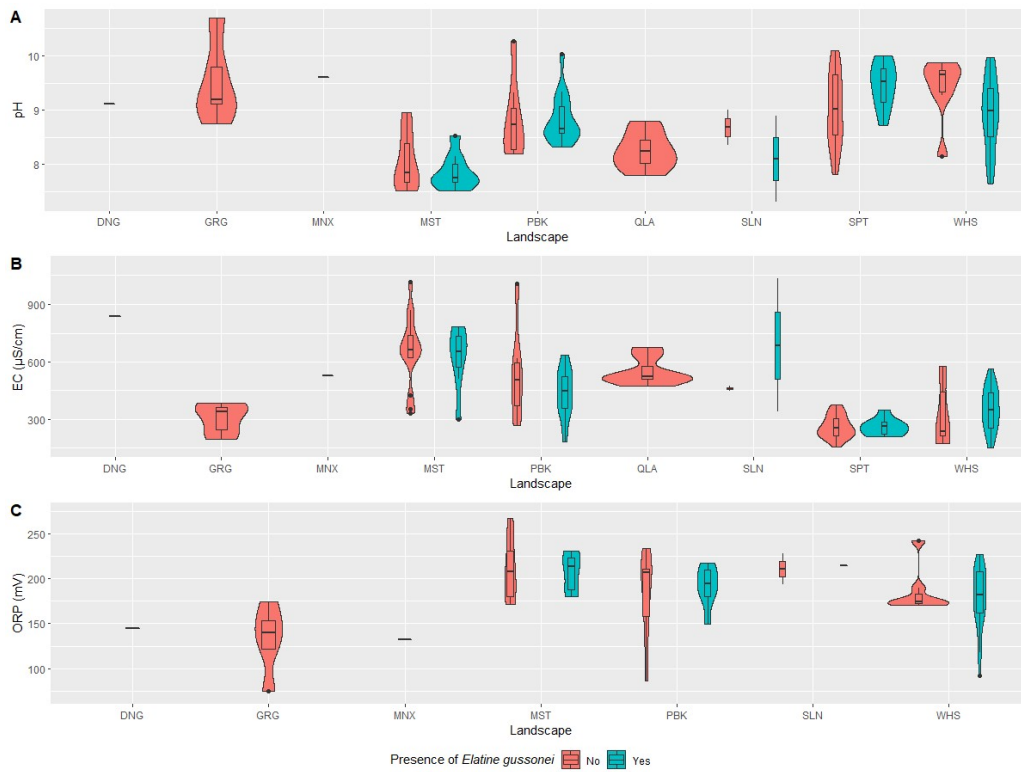 A
pH
10
9
8
DNG GRG MNX MST PBK QLA SLN SPT WHS
Landscape
B
EC (µS/cm)
900
600
300
DNG GRG MNX MST PBK QLA SLN SPT WHS
Landscape
C
ORP (mV)
250
200
150
100
DNG GRG MNX MST PBK SLN WHS
Landscape
Presence of Elatine gussonei No Yes